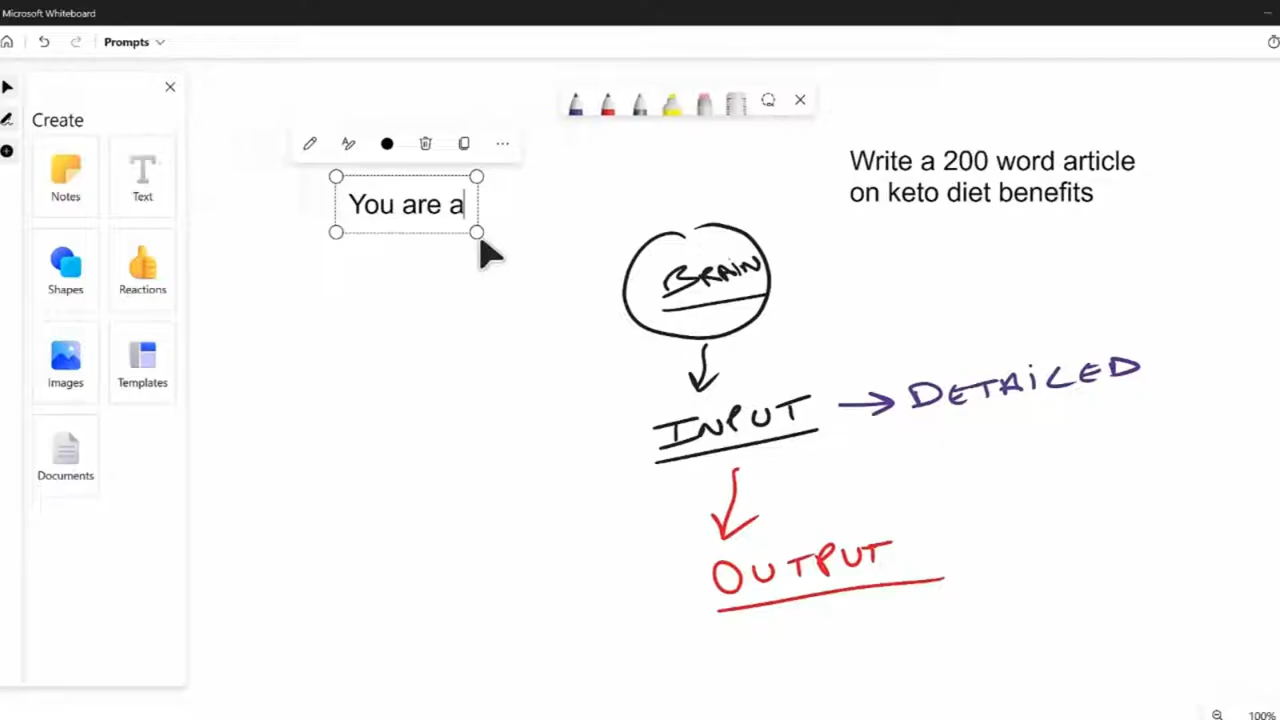 Microsoft Whiteboard
Prompts
Create
Notes
Text
Shapes
Reactions
Images
Templates
Documents
You are a
Write a 200 word article
on keto diet benefits
BRAIN
INPUT
DETAILED
OUTPUT
100%